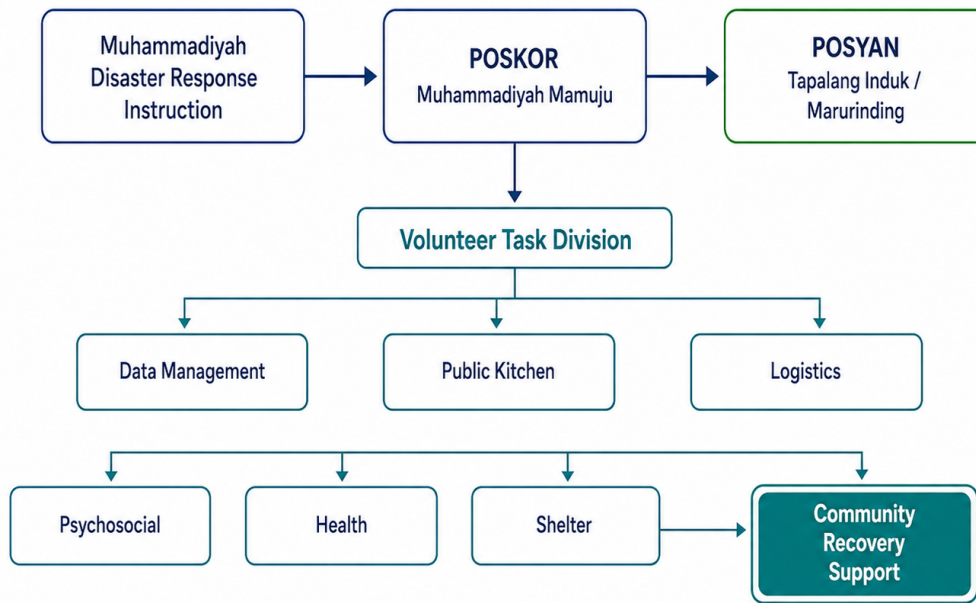 Muhammadiyah
Disaster Response
Instruction
POSKOR
Muhammadiyah Mamuju
POSYAN
Tapalang Induk /
Marurinding
Volunteer Task Division
Data Management
Public Kitchen
Logistics
Psychosocial
Health
Shelter
Community
Recovery
Support